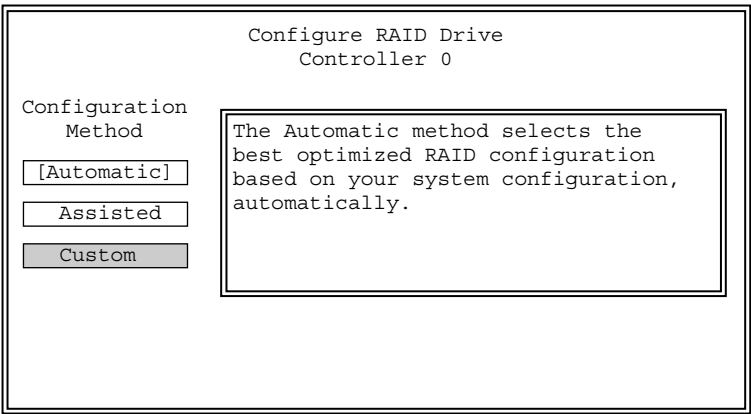 Configure RAID Drive
Controller 0
Configuration
Method
[Automatic]
Assisted
Custom
The Automatic method selects the
best optimized RAID configuration
based on your system configuration,
automatically.